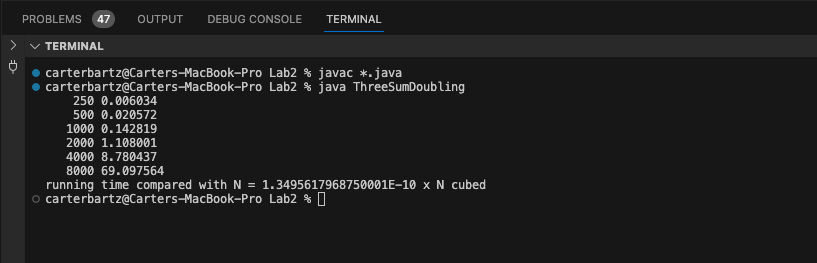 PROBLEMS 47 OUTPUT DEBUG CONSOLE TERMINAL
TERMINAL
carterbartz@Carters-MacBook-Pro Lab2 % javac *.java
carterbartz@Carters-MacBook-Pro Lab2 % java ThreeSumDoubling
250 0.006034
500 0.020572
1000 0.142819
2000 1.108001
4000 8.780437
8000 69.097564
running time compared with N = 1.3495617968750001E-10 x N cubed
carterbartz@Carters-MacBook-Pro Lab2 %